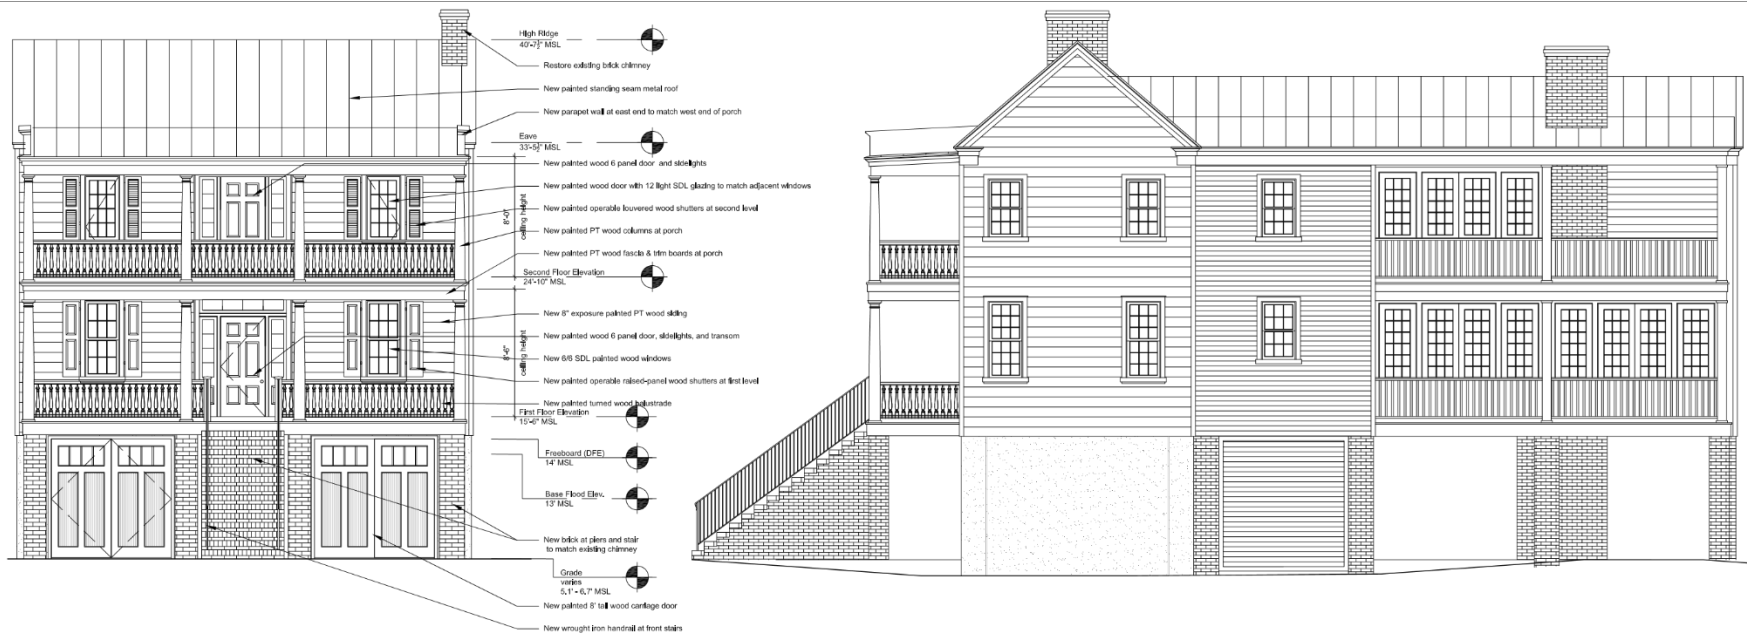 High Ridge
40'-7½" MSL
Restore existing brick chimney
New painted standing seam metal roof
New parapet wall at east end to match west end of porch
Eave
33'-5½" MSL
New painted wood 6 panel door and sidelights
New painted wood door with 12 light SDL glazing to match adjacent windows
New painted operable louvered wood shutters at second level
8'-0"
ceiling height
New painted PT wood columns at porch
New painted PT wood fascia & trim boards at porch
Second Floor Elevation
24'-10" MSL
New 8" exposure painted PT wood siding
New painted wood 6 panel door, sidelights, and transom
8'-6"
ceiling height
New 6/6 SDL painted wood windows
New painted operable raised-panel wood shutters at first level
New painted turned wood balustrade
First Floor Elevation
15'-6" MSL
Freeboard (DFE)
14' MSL
Base Flood Elev.
13' MSL
New brick at piers and stair
to match existing chimney
Grade
varies
5.1' - 6.7' MSL
New painted 8' tall wood carriage door
New wrought iron handrail at front stairs